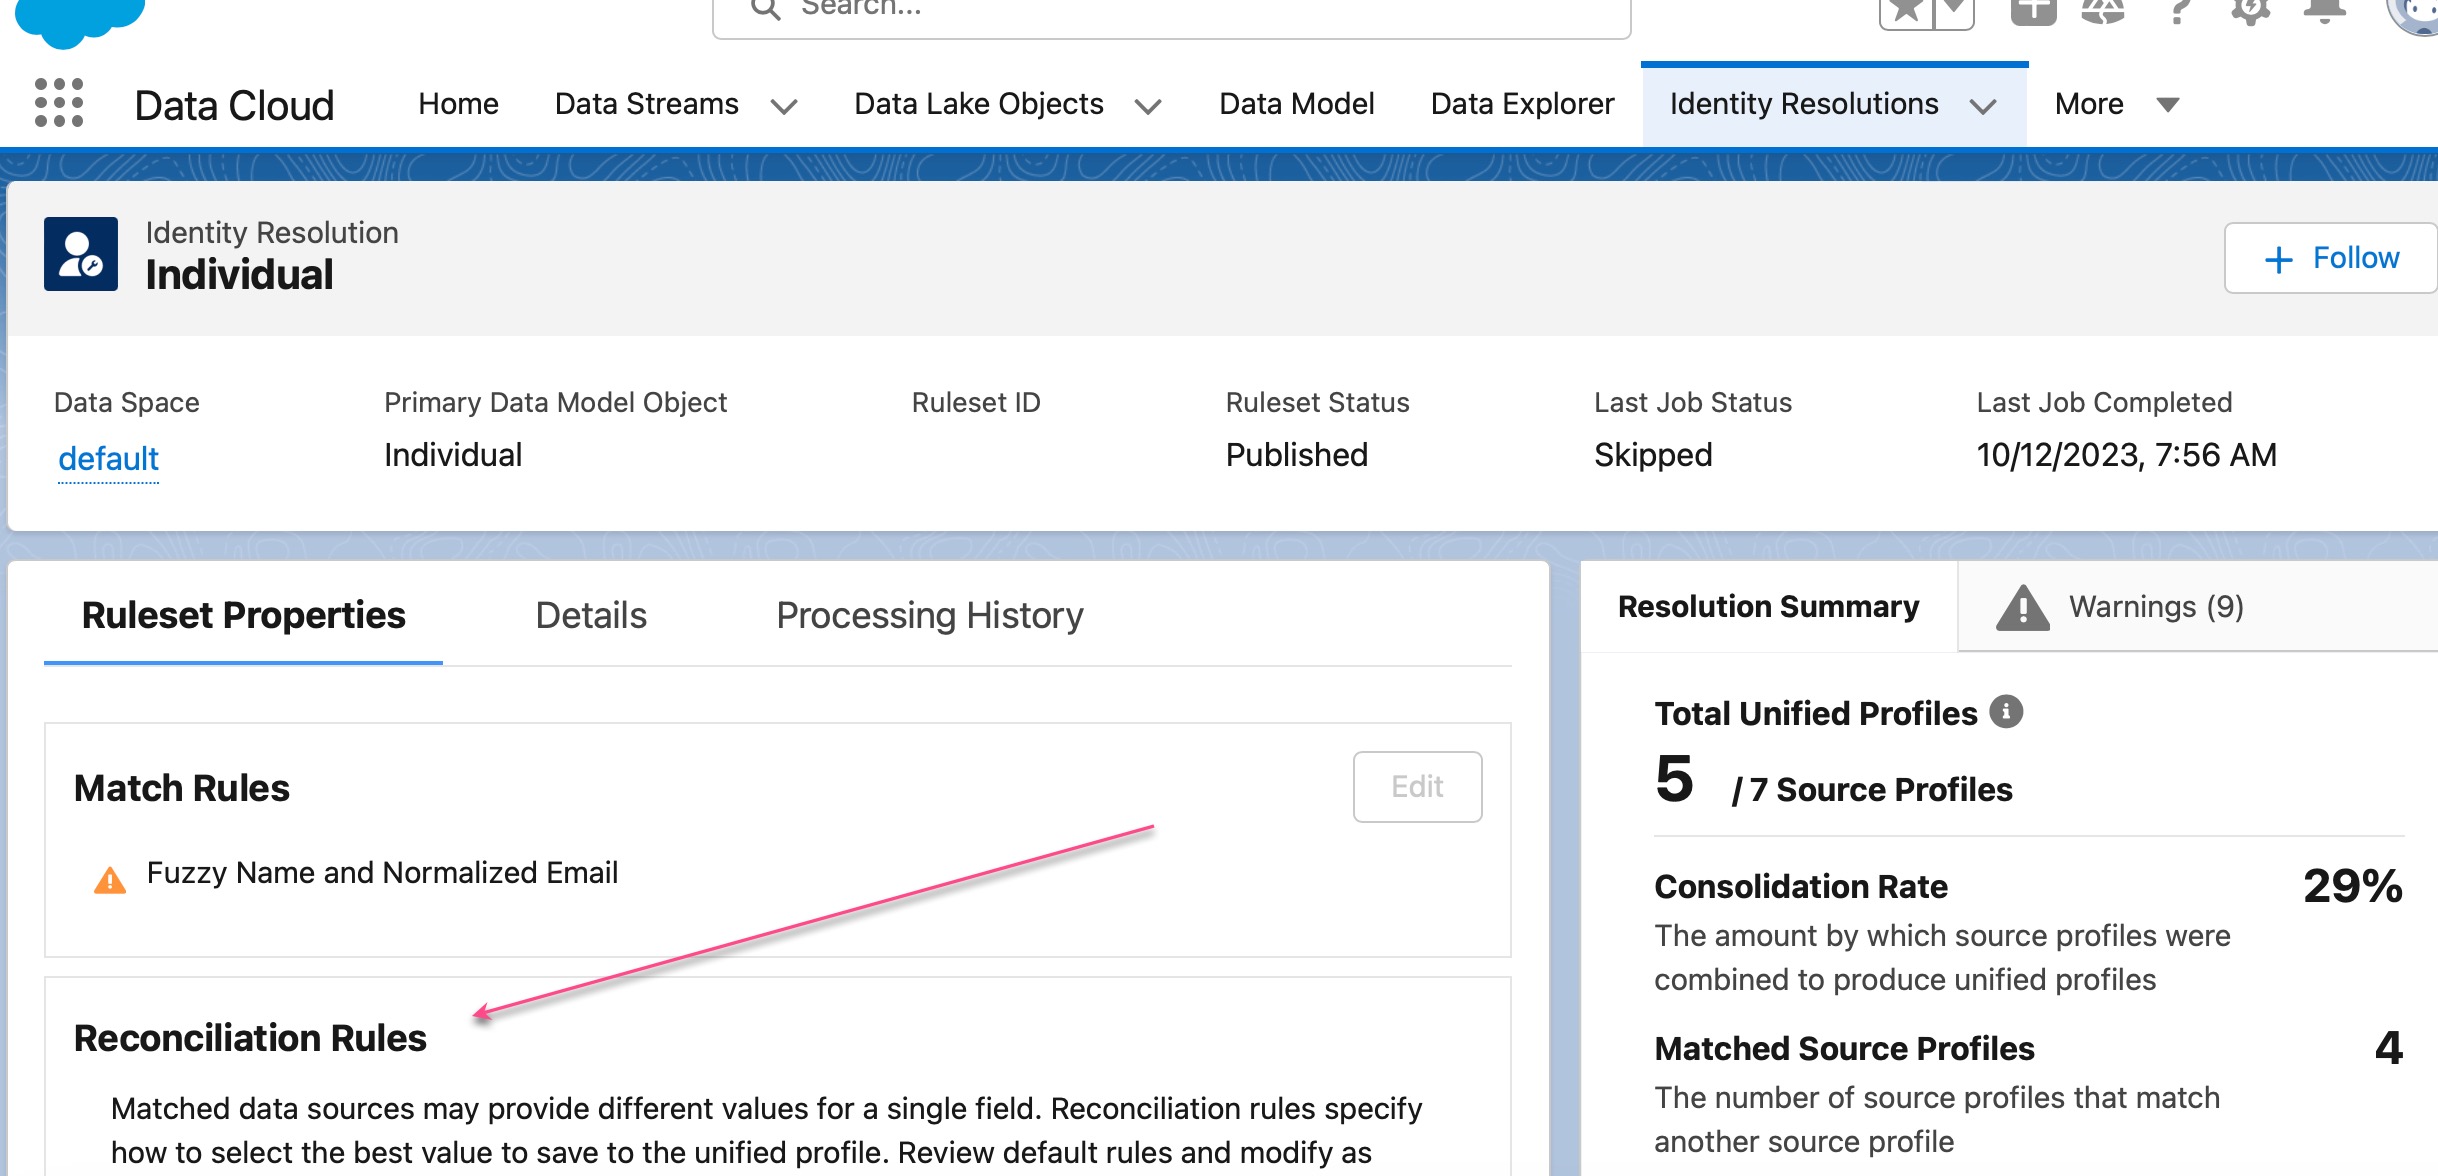 Search...
Data Cloud
Home
Data Streams
Data Lake Objects
Data Model
Data Explorer
Identity Resolutions
More
Identity Resolution
Individual
Follow
Data Space
default
Primary Data Model Object
Individual
Ruleset ID
Ruleset Status
Published
Last Job Status
Skipped
Last Job Completed
10/12/2023, 7:56 AM
Ruleset Properties
Details
Processing History
Match Rules
Edit
Fuzzy Name and Normalized Email
Reconciliation Rules
Matched data sources may provide different values for a single field. Reconciliation rules specify
how to select the best value to save to the unified profile. Review default rules and modify as
Resolution Summary
Warnings (9)
Total Unified Profiles
5 / 7 Source Profiles
Consolidation Rate
29%
The amount by which source profiles were
combined to produce unified profiles
Matched Source Profiles
4
The number of source profiles that match
another source profile